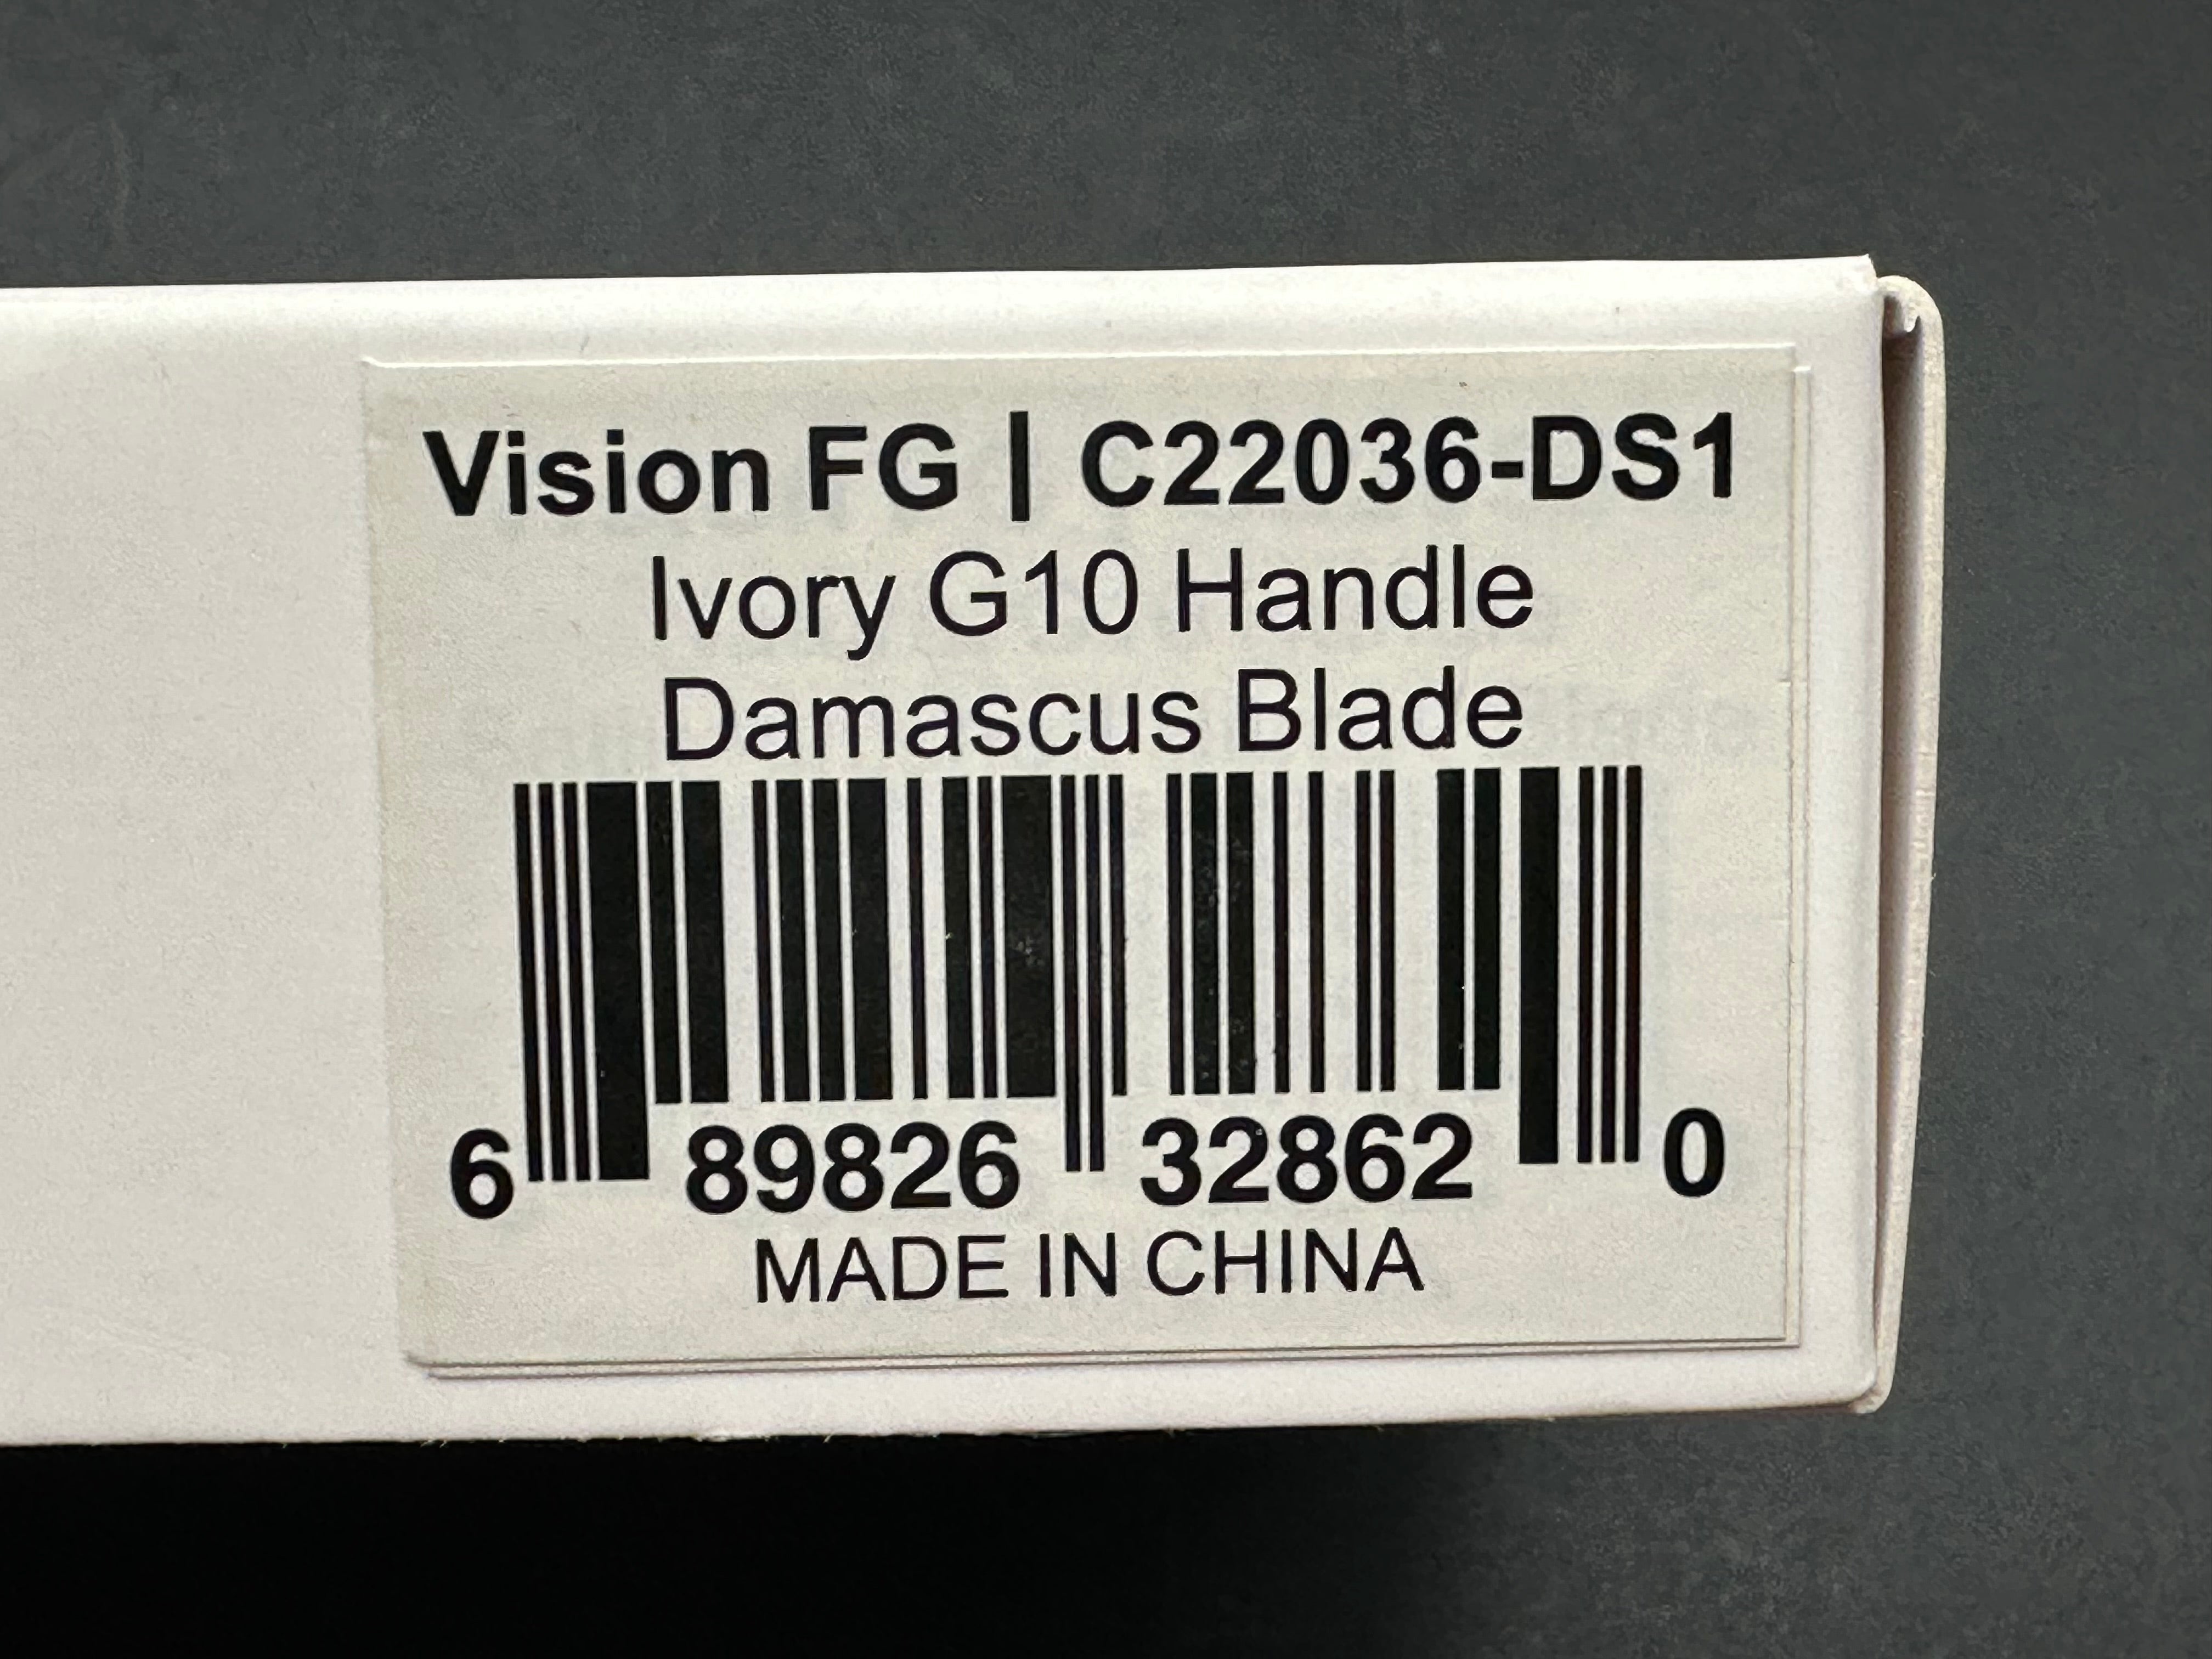 Vision FG | C22036-DS1
Ivory G10 Handle
Damascus Blade
6 89826 32862 0
MADE IN CHINA